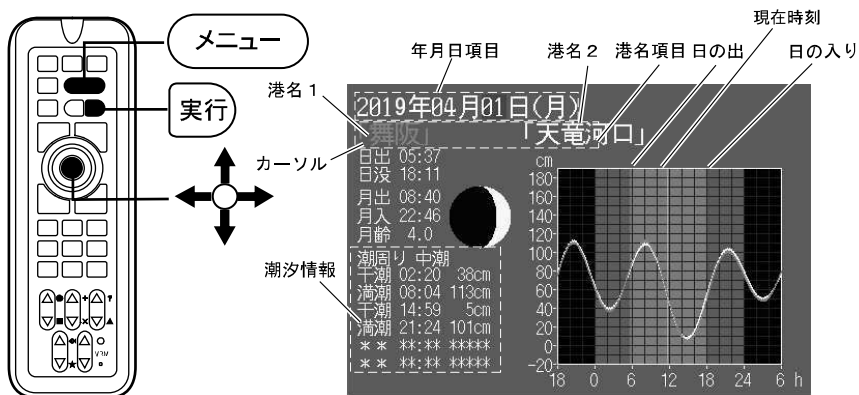 メニュー
実行
年月日項目
港名2
港名項目
日の出
現在時刻
日の入り
港名1
カーソル
潮汐情報
2019年04月01日(月)
「舞阪」 「天竜河口」
日出 05:37
日没 18:11
月出 08:40
月入 22:46
月齢 4.0
潮周り 中潮
干潮 02:20 38cm
満潮 08:04 113cm
干潮 14:59 5cm
満潮 21:24 101cm
** **:** *****
** **:** *****
cm
180
160
140
120
100
80
60
40
20
0
-20
18 0 6 12 18 24 6 h
VRM